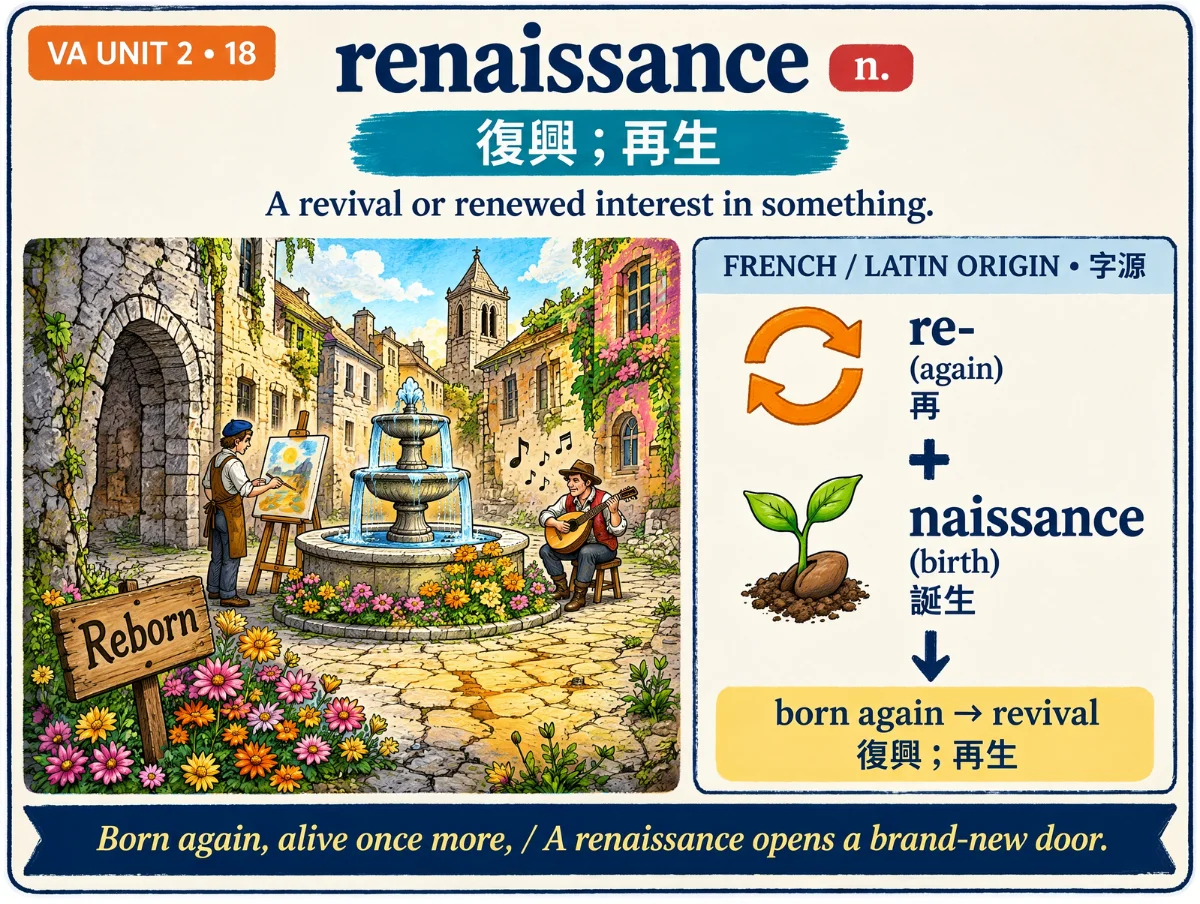 VA UNIT 2 • 18
renaissance n.
復興；再生
A revival or renewed interest in something.
Reborn
FRENCH / LATIN ORIGIN • 字源
re-
(again)
再
+
naissance
(birth)
誕生
born again → revival
復興；再生
Born again, alive once more, / A renaissance opens a brand-new door.